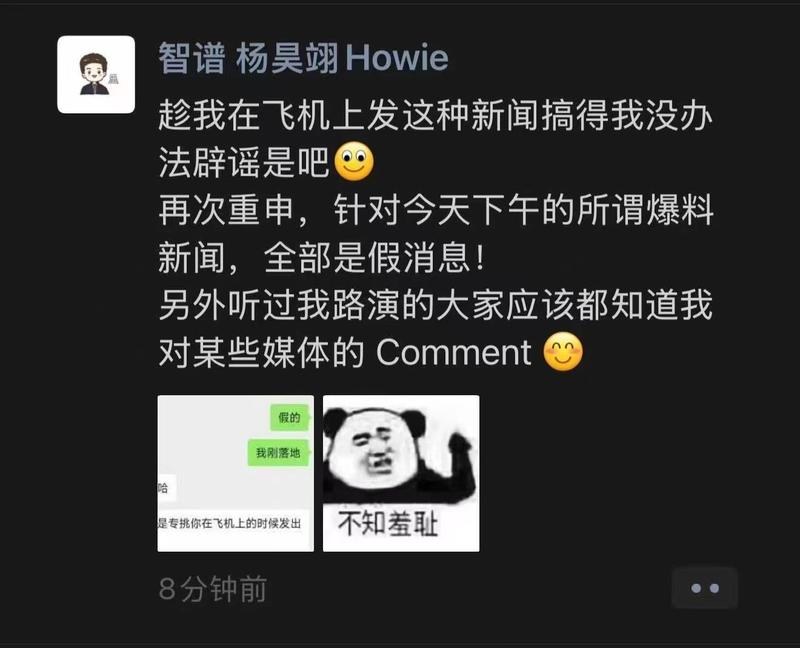 智谱 杨昊翊Howie
趁我在飞机上发这种新闻搞得我没办
法辟谣是吧
再次重申，针对今天下午的所谓爆料
新闻，全部是假消息！
另外听过我路演的大家应该都知道我
对某些媒体的 Comment
假的
我刚落地
哈
是专挑你在飞机上的时候发出
不知羞耻
8分钟前